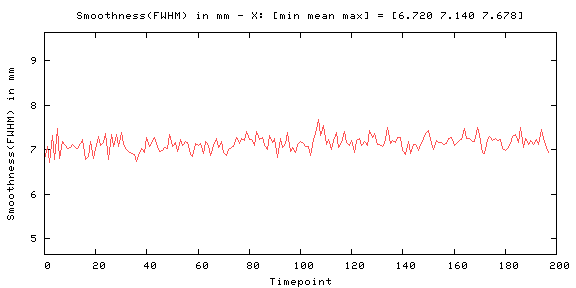 Smoothness(FWHM) in mm - X: [min mean max] = [6.720 7.140 7.678]
9
8
7
6
5
Smoothness(FWHM) in mm
0 20 40 60 80 100 120 140 160 180 200
Timepoint